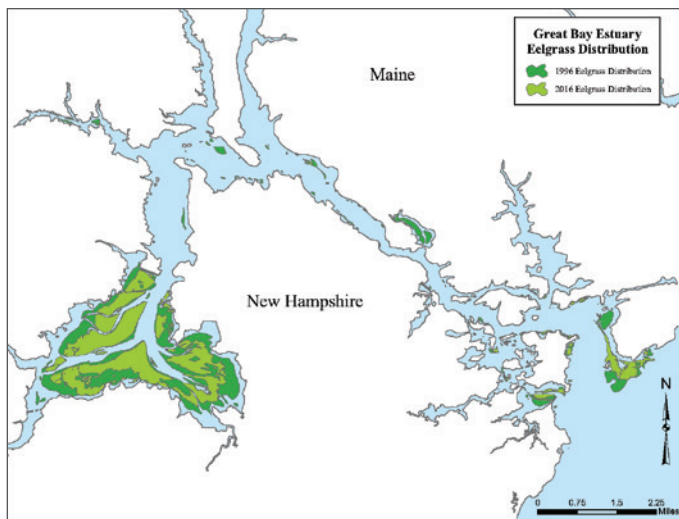 Great Bay Estuary
Eelgrass Distribution
1996 Eelgrass Distribution
2016 Eelgrass Distribution
Maine
New Hampshire
N
0 0.75 1.5 2.25
Miles